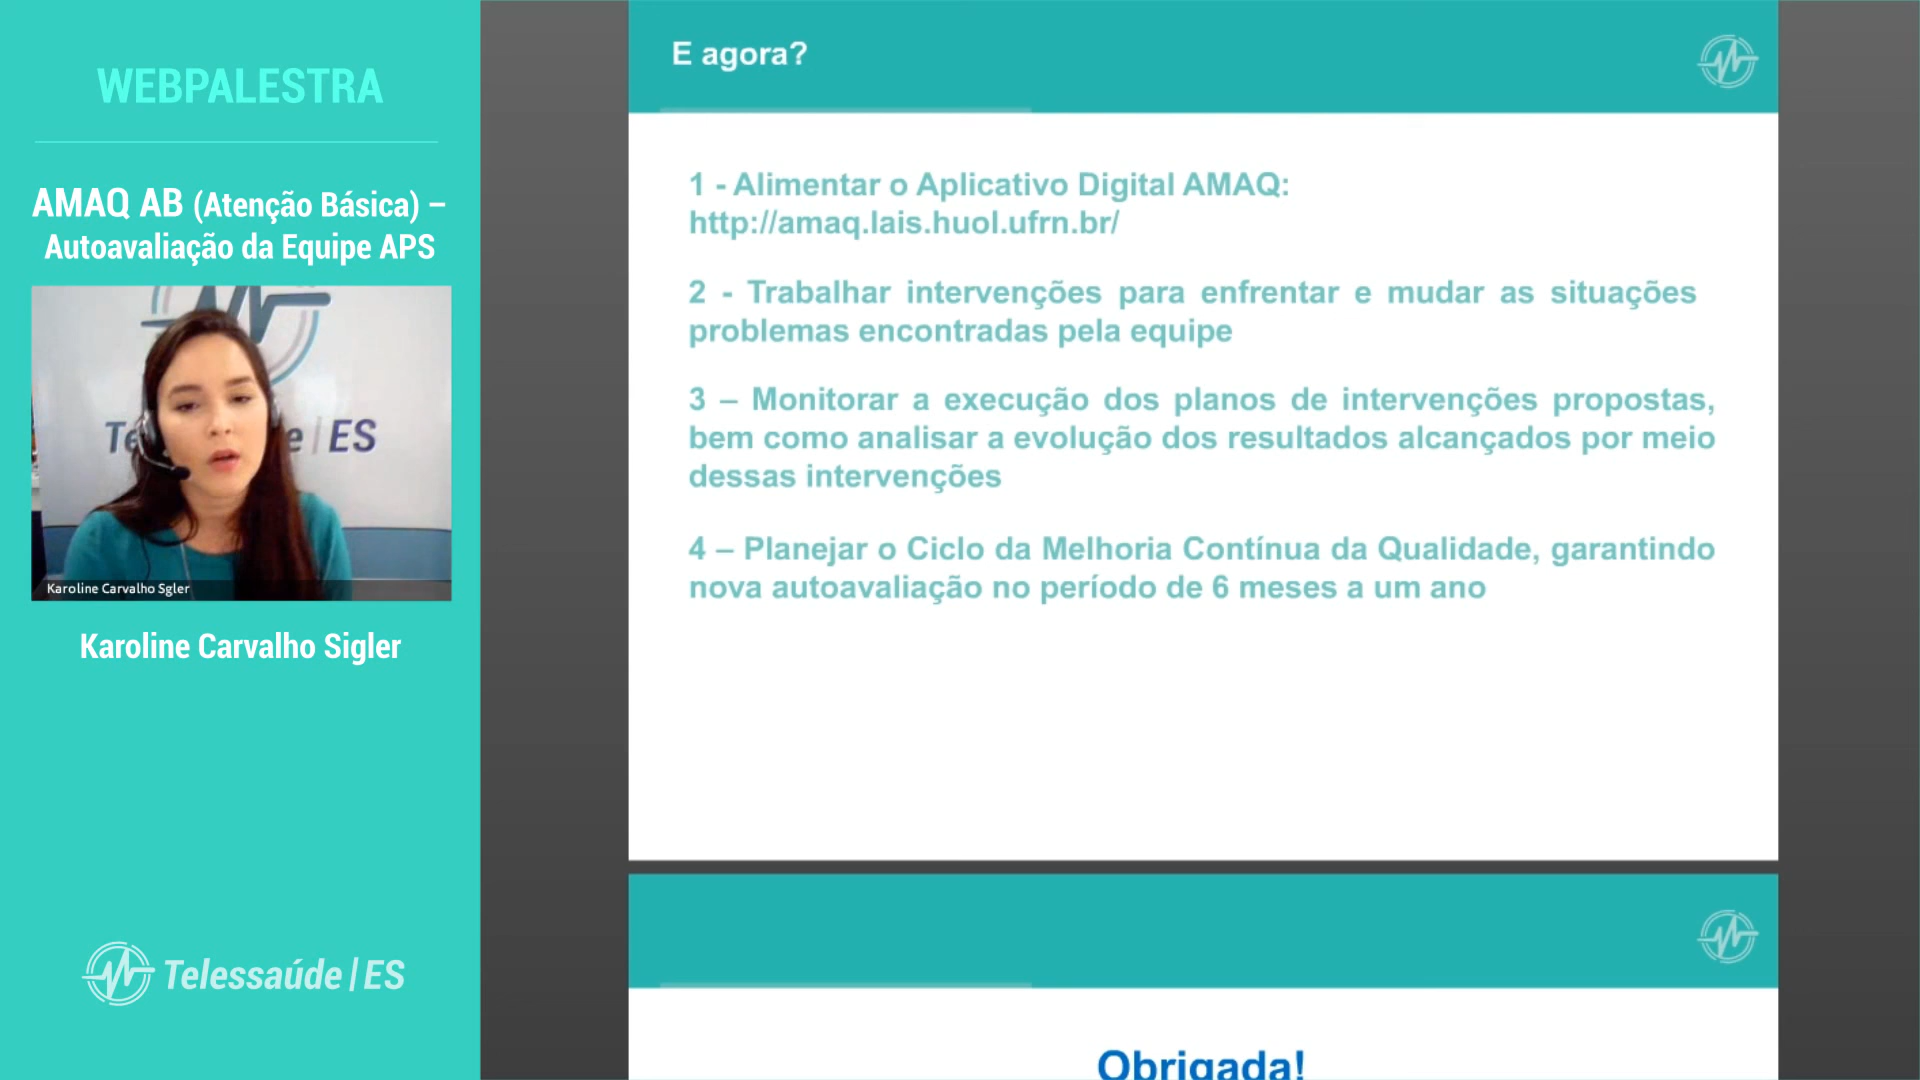 WEBPALESTRA
AMAQ AB (Atenção Básica) –
Autoavaliação da Equipe APS
Te e | ES
Karoline Carvalho Sgler
Karoline Carvalho Sigler
Telessaúde | ES
E agora?
1 - Alimentar o Aplicativo Digital AMAQ:
http://amaq.lais.huol.ufrn.br/
2 - Trabalhar intervenções para enfrentar e mudar as situações
problemas encontradas pela equipe
3 – Monitorar a execução dos planos de intervenções propostas,
bem como analisar a evolução dos resultados alcançados por meio
dessas intervenções
4 – Planejar o Ciclo da Melhoria Contínua da Qualidade, garantindo
nova autoavaliação no período de 6 meses a um ano
Obrigada!